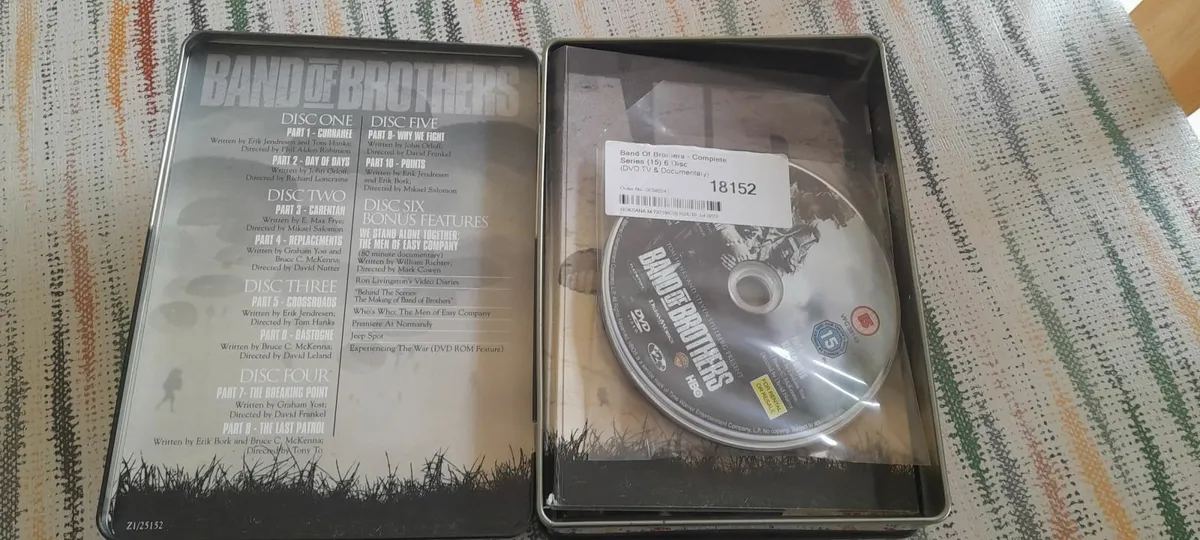 BAND OF BROTHERS
DISC ONE
PART 1 - CURRAHEE
Written by Erik Jendresen and Tom Hanks;
Directed by Phil Alden Robinson
PART 2 - DAY OF DAYS
Written by John Orloff;
Directed by Richard Loncraine
DISC TWO
PART 3 - CARENTAN
Written by E. Max Frye;
Directed by Mikael Salomon
PART 4 - REPLACEMENTS
Written by Graham Yost and
Bruce C. McKenna;
Directed by David Nutter
DISC THREE
PART 5 - CROSSROADS
Written by Erik Jendresen;
Directed by Tom Hanks
PART 6 - BASTOGNE
Written by Bruce C. McKenna;
Directed by David Leland
DISC FOUR
PART 7 - THE BREAKING POINT
Written by Graham Yost;
Directed by David Frankel
PART 8 - THE LAST PATROL
Written by Erik Bork and Bruce C. McKenna;
Directed by Tony To
DISC FIVE
PART 9 - WHY WE FIGHT
Written by John Orloff;
Directed by David Frankel
PART 10 - POINTS
Written by Erik Jendresen
and Erik Bork;
Directed by Mikael Salomon
DISC SIX
BONUS FEATURES
WE STAND ALONE TOGETHER:
THE MEN OF EASY COMPANY
(80 minute documentary)
Written by William Richter;
Directed by Mark Cowen
Ron Livingston's Video Diaries
"Behind The Scenes:
The Making of Band of Brothers"
Who's Who: The Men of Easy Company
Premiere At Normandy
Jeep Spot
Experiencing The War (DVD ROM Feature)
Z1/25152
Band Of Brothers - Complete
Series (15) 6 Disc
(DVD TV & Documentary)
18152
BAND OF BROTHERS
DVD
HBO
15
FOR RENTAL
OR RESALE